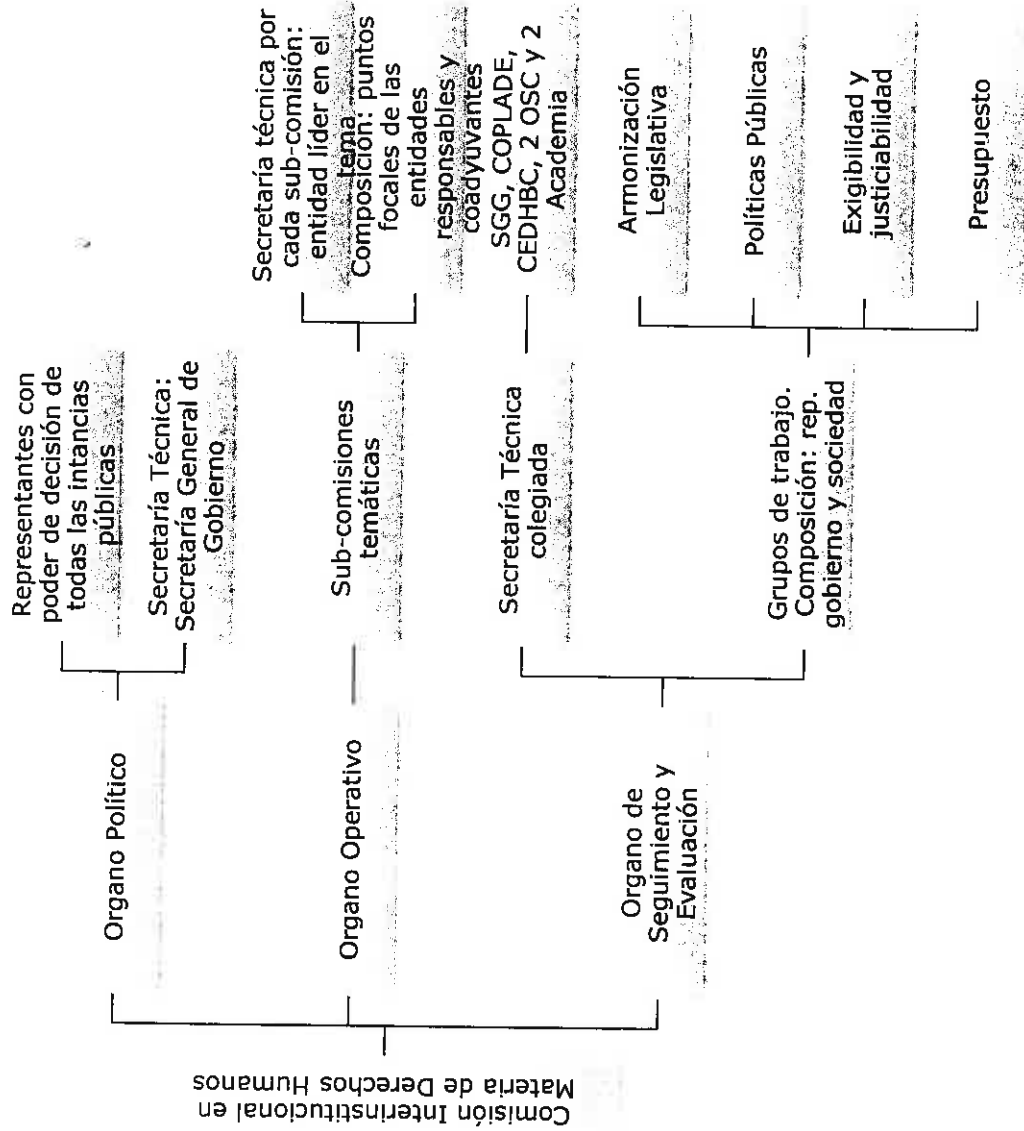 Comisión Interinstitucional en
Materia de Derechos Humanos
Organo Político
Representantes con
poder de decisión de
todas las intancias
públicas
Secretaría Técnica:
Secretaría General de
Gobierno
Organo Operativo
Sub-comisiones
temáticas
Secretaría técnica por
cada sub-comisión:
entidad líder en el
tema
Composición: puntos
focales de las
entidades
responsables y
coadyuvantes
Organo de
Seguimiento y
Evaluación
Secretaría Técnica
colegiada
SGG, COPLADE,
CEDHBC, 2 OSC y 2
Academia
Grupos de trabajo.
Composición: rep.
gobierno y sociedad
Armonización
Legislativa
Políticas Públicas
Exigibilidad y
justiciabilidad
Presupuesto